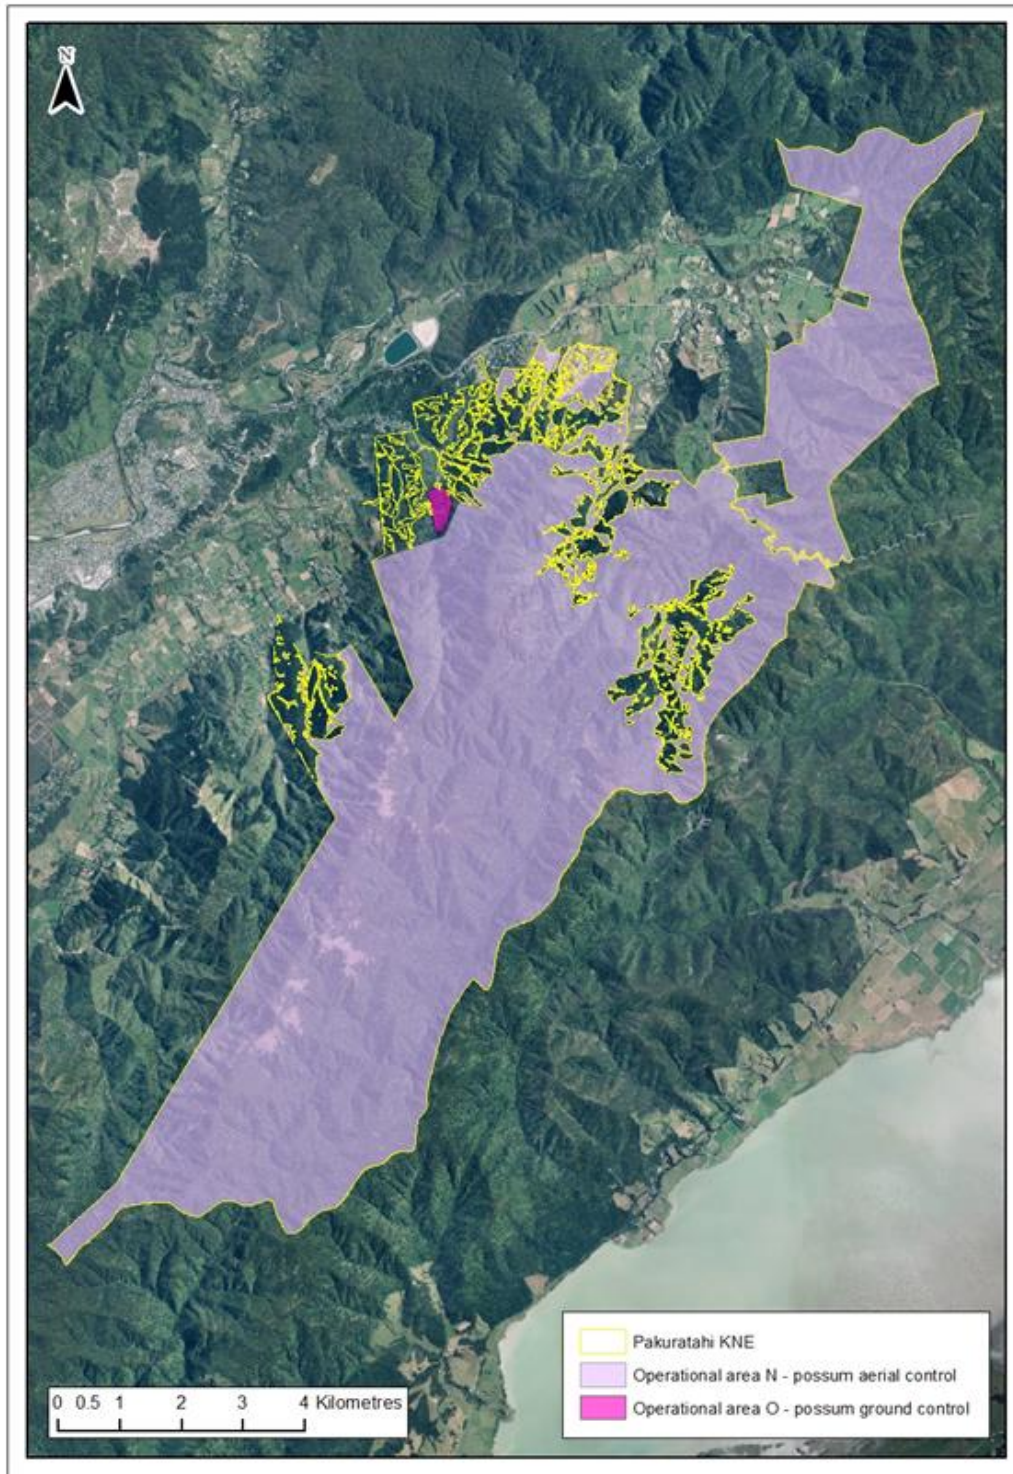 N
Pakuratahi KNE
Operational area N - possum aerial control
Operational area O - possum ground control
0 0.5 1 2 3 4 Kilometres